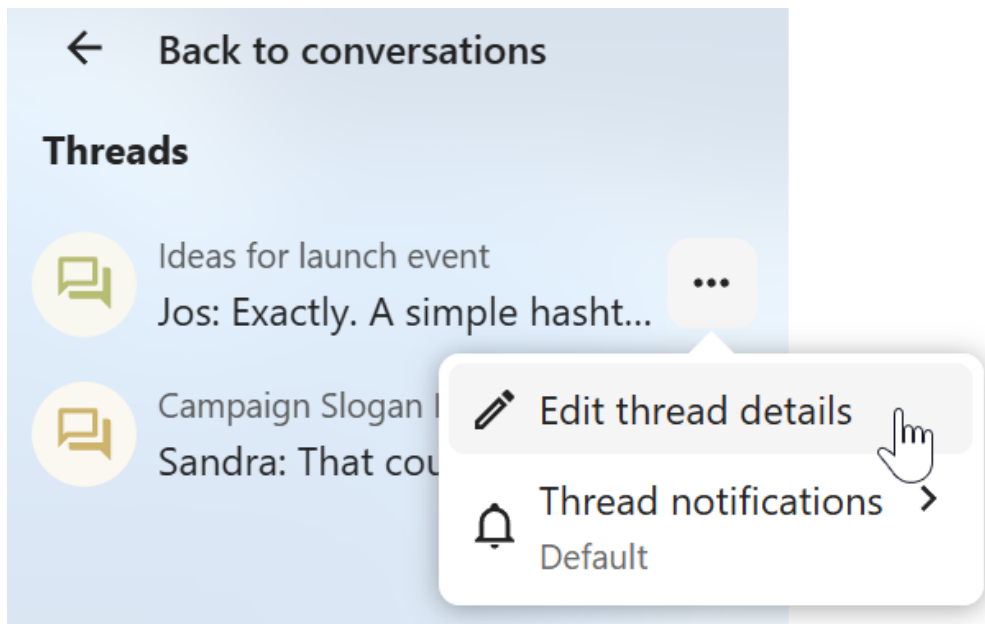 Back to conversations
Threads
Ideas for launch event
Jos: Exactly. A simple hasht...
Campaign Slogan
Sandra: That
Edit thread details
Thread notifications
Default